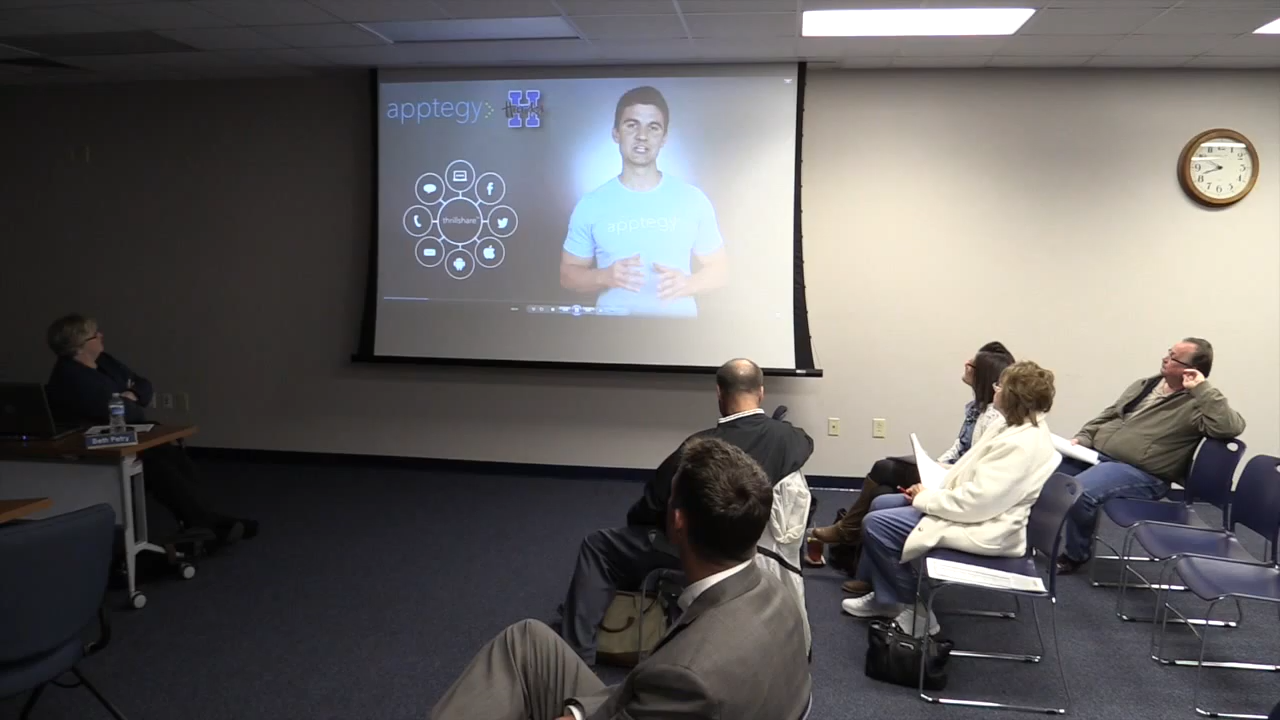 apptegy
H
thrillshare
apptegy
Beth Petry